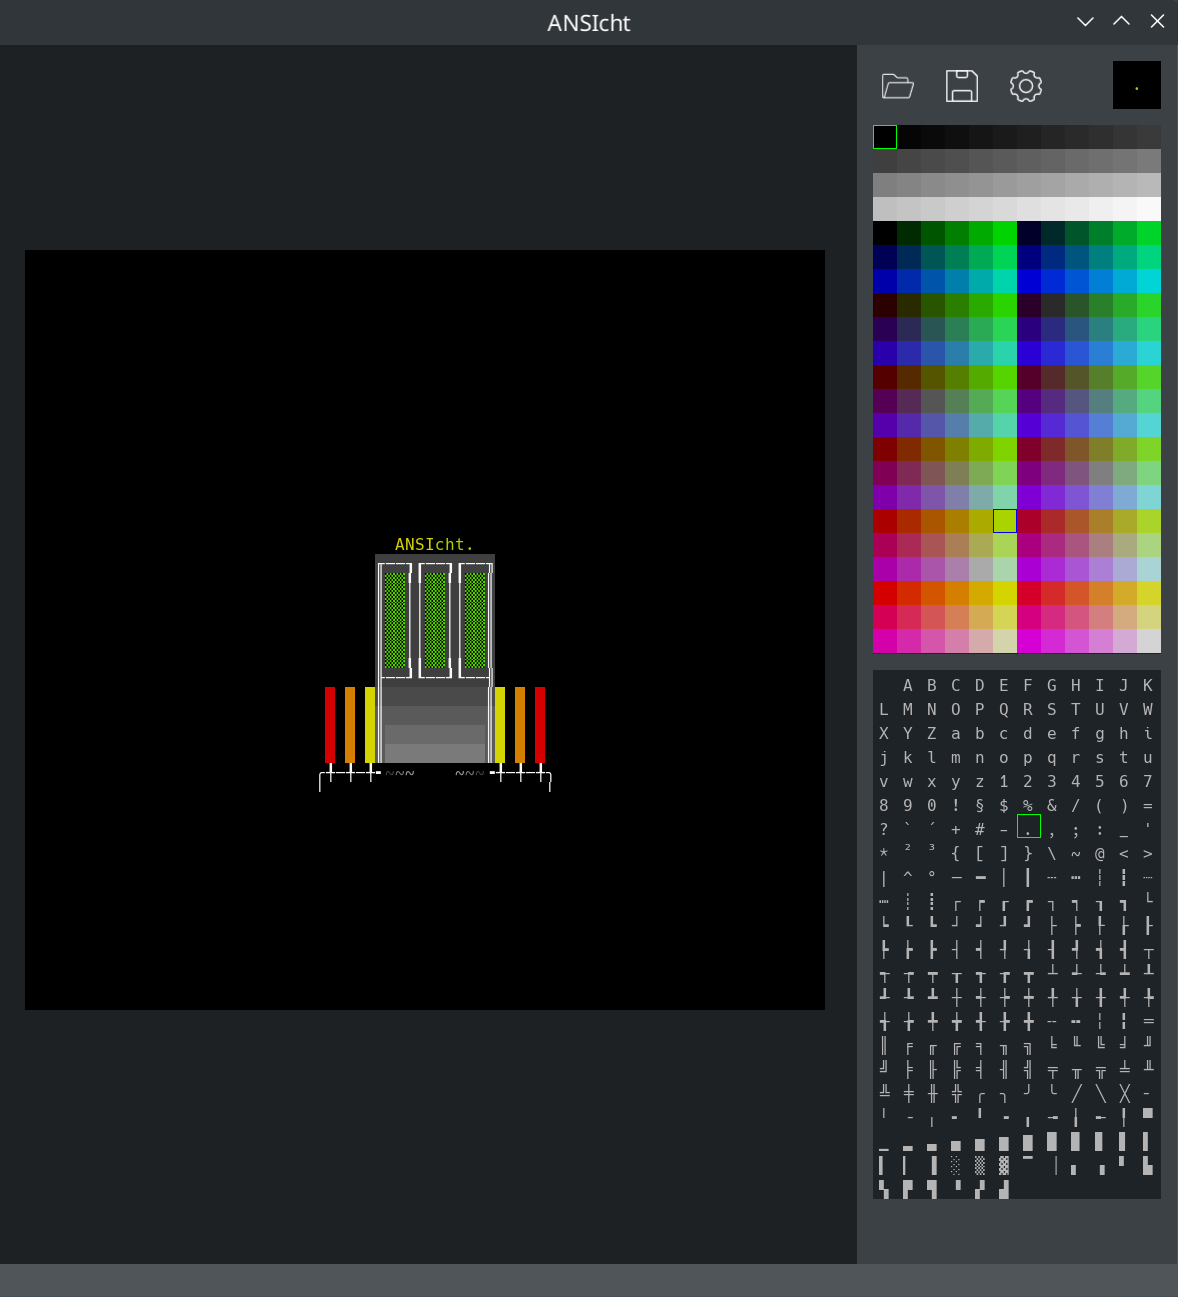 ANSIcht
.
ANSIcht.
~~~ ~~~
A B C D E F G H I J K
L M N O P Q R S T U V W
X Y Z a b c d e f g h i
j k l m n o p q r s t u
v w x y z 1 2 3 4 5 6 7
8 9 0 ! § $ % & / ( ) =
? ` ´ + # - . , ; : _ '
* ² ³ { [ ] } \ ~ @ < >
| ^ ° ─ ━ │ ┃ ┄ ┅ ┆ ┇ ┈
┉ ┊ ┋ ┌ ┍ ┎ ┏ ┐ ┑ ┒ ┓ └
┕ ┖ ┗ ┘ ┙ ┚ ┛ ├ ┝ ┞ ┟ ┠
┡ ┢ ┣ ┤ ┥ ┦ ┧ ┨ ┩ ┪ ┫ ┬
┭ ┮ ┯ ┰ ┱ ┲ ┳ ┴ ┵ ┶ ┷ ┸
┹ ┺ ┻ ┼ ┽ ┾ ┿ ╀ ╁ ╂ ╃ ╄
╅ ╆ ╇ ╈ ╉ ╊ ╋ ╌ ╍ ╎ ╏ ═
║ ╒ ╓ ╔ ╕ ╖ ╗ ╘ ╙ ╚ ╛ ╜
╝ ╞ ╟ ╠ ╡ ╢ ╣ ╤ ╥ ╦ ╧ ╨
╩ ╪ ╫ ╬ ╭ ╮ ╯ ╰ ╱ ╲ ╳ ╴
╵ ╶ ╷ ╸ ╹ ╺ ╻ ╼ ╽ ╾ ╿ ▀
▁ ▂ ▃ ▄ ▅ ▆ ▇ █ ▉ ▊ ▋ ▌
▍ ▎ ▐ ░ ▒ ▓ ▔ ▕ ▖ ▗ ▘ ▙
▚ ▛ ▜ ▝ ▞ ▟